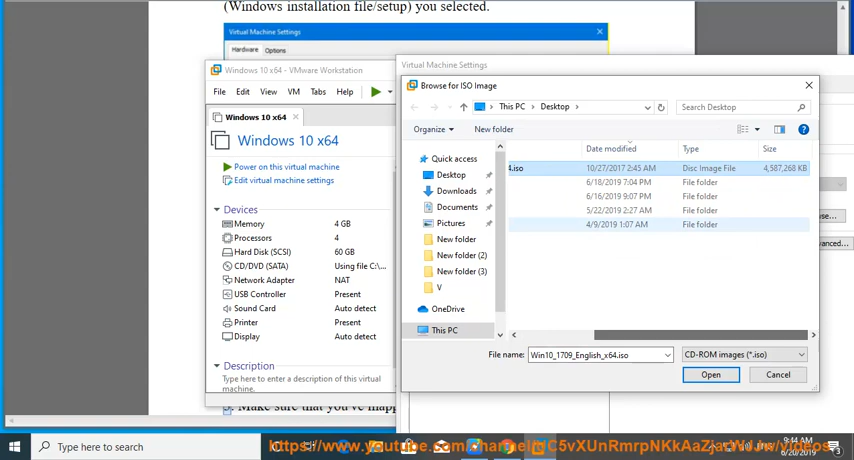 (Windows installation file/setup) you selected.
Virtual Machine Settings
Hardware Options
Windows 10 x64 - VMware Workstation
File Edit View VM Tabs Help
Windows 10 x64
Windows 10 x64
Power on this virtual machine
Edit virtual machine settings
Devices
Memory 4 GB
Processors 4
Hard Disk (SCSI) 60 GB
CD/DVD (SATA) Using file C:\...
Network Adapter NAT
USB Controller Present
Sound Card Auto detect
Printer Present
Display Auto detect
Description
Type here to enter a description of this virtual
machine.
Virtual Machine Settings
Browse for ISO Image
This PC Desktop Search Desktop
Organize New folder
Date modified Type Size
4.iso 10/27/2017 2:45 AM Disc Image File 4,587,268 KB
6/18/2019 7:04 PM File folder
6/16/2019 9:07 PM File folder
5/22/2019 2:27 AM File folder
4/9/2019 1:07 AM File folder
Quick access
Desktop
Downloads
Documents
Pictures
New folder
New folder (2)
New folder (3)
V
OneDrive
This PC
File name: Win10_1709_English_x64.iso CD-ROM images (*.iso)
Open Cancel
3. Make sure that you've
Type here to search
9:44 AM
6/20/2019
3